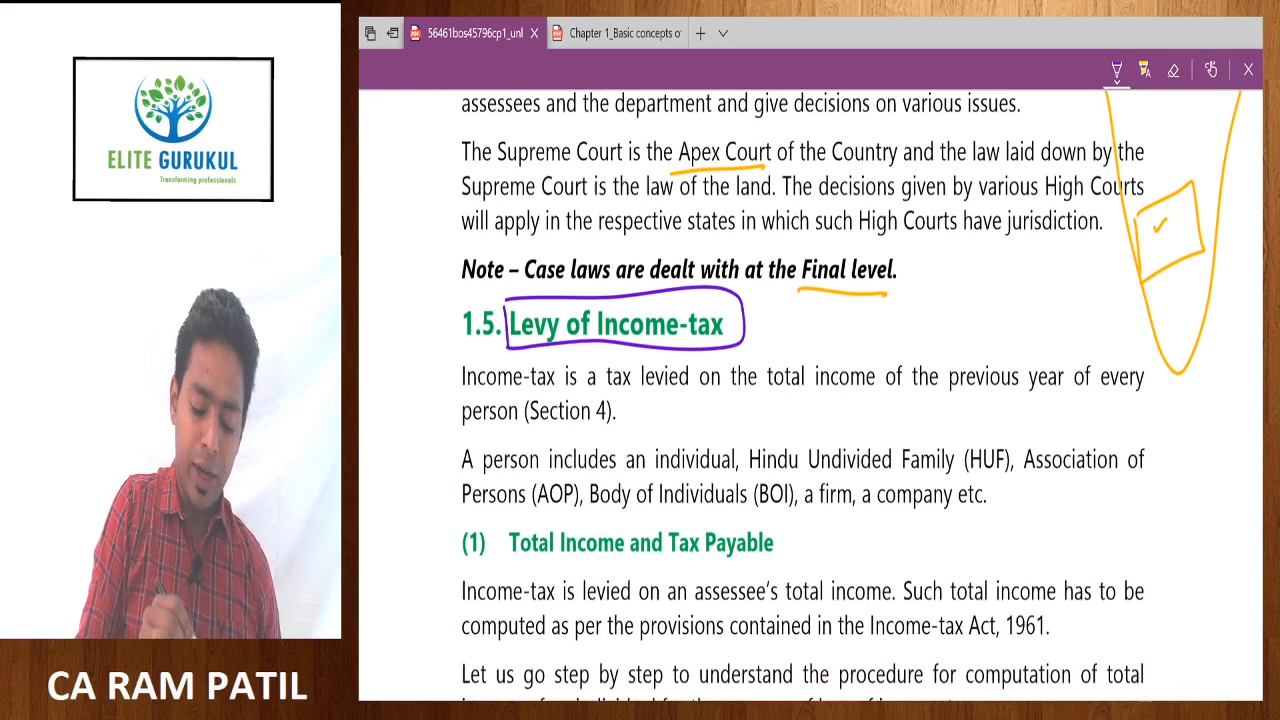 56461bos45796cp1_unl
Chapter 1_Basic concepts o
ELITE GURUKUL
Transforming professionals
assessees and the department and give decisions on various issues.
The Supreme Court is the Apex Court of the Country and the law laid down by the
Supreme Court is the law of the land. The decisions given by various High Courts
will apply in the respective states in which such High Courts have jurisdiction.
Note – Case laws are dealt with at the Final level.
1.5. Levy of Income-tax
Income-tax is a tax levied on the total income of the previous year of every
person (Section 4).
A person includes an individual, Hindu Undivided Family (HUF), Association of
Persons (AOP), Body of Individuals (BOI), a firm, a company etc.
(1) Total Income and Tax Payable
Income-tax is levied on an assessee's total income. Such total income has to be
computed as per the provisions contained in the Income-tax Act, 1961.
Let us go step by step to understand the procedure for computation of total
CA RAM PATIL